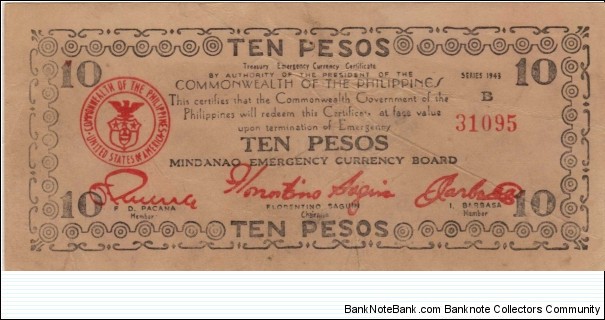 TEN PESOS
10
10
Treasury Emergency Currency Certificate
BY AUTHORITY OF THE PRESIDENT OF THE
SERIES 1943
COMMONWEALTH OF THE PHILIPPINES
COMMONWEALTH OF THE PHILIPPINES
UNITED STATES OF AMERICA
B
This certifies that the Commonwealth Government of the
Philippines will redeem this Certificate at face value
31095
upon termination of Emergency
TEN PESOS
MINDANAO EMERGENCY CURRENCY BOARD
Florentino Saguin
10
10
F. D. PACANA
Member
FLORENTINO SAGUIN
Chairman
I. BARBASA
Member
TEN PESOS
BankNoteBank.com - Banknote Collectors Community